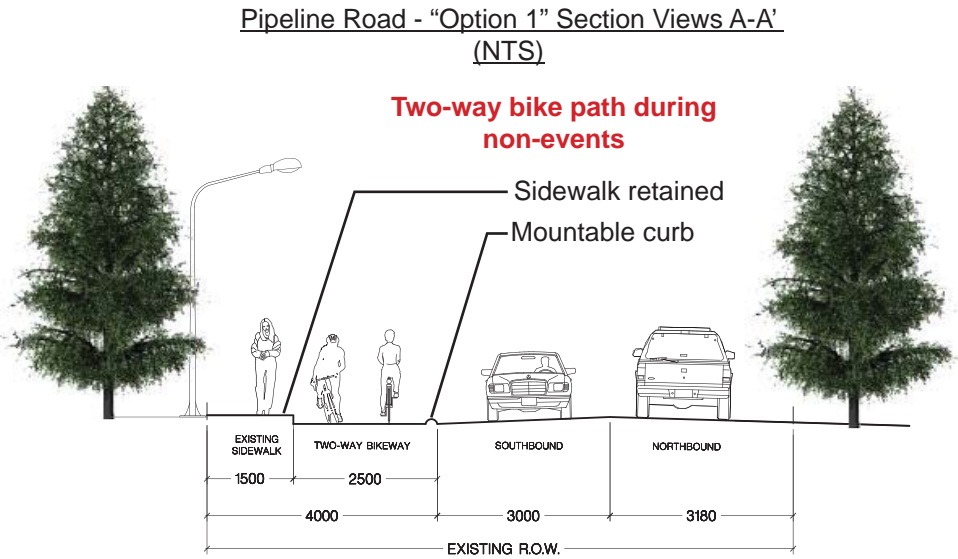 Pipeline Road - “Option 1” Section Views A-A’
(NTS)
Two-way bike path during
non-events
Sidewalk retained
Mountable curb
EXISTING
SIDEWALK
TWO-WAY BIKEWAY
SOUTHBOUND
NORTHBOUND
1500
2500
4000
3000
3180
EXISTING R.O.W.